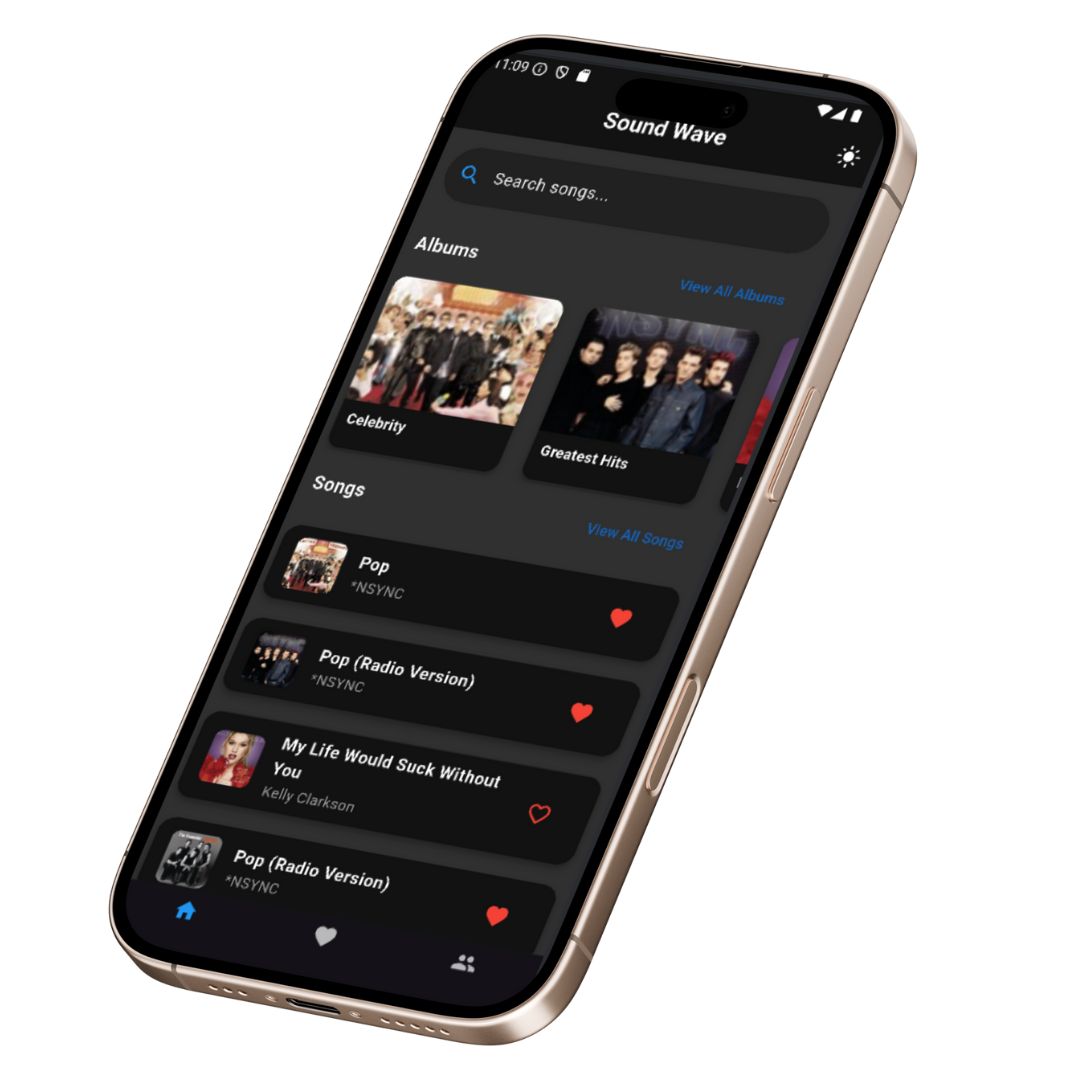 11:09
Sound Wave
Search songs...
Albums
View All Albums
Celebrity
*NSYNC
Greatest Hits
Songs
View All Songs
Pop
*NSYNC
Pop (Radio Version)
*NSYNC
My Life Would Suck Without
You
Kelly Clarkson
Pop (Radio Version)
*NSYNC